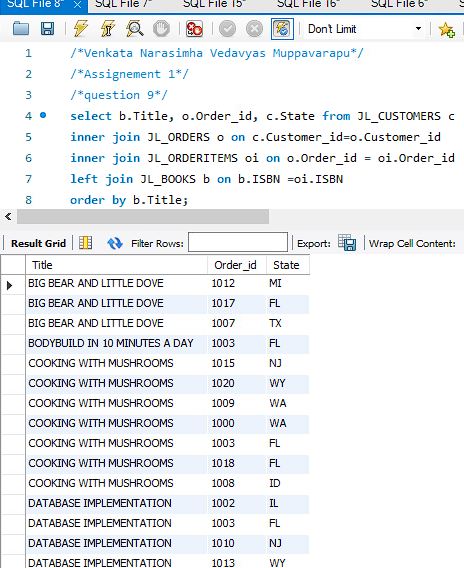 SQL File 8* × SQL File 7* SQL File 15* SQL File 16* SQL File 6*
Don't Limit
1 /*Venkata Narasimha Vedavyas Muppavarapu*/
2 /*Assignement 1*/
3 /*question 9*/
4 select b.Title, o.Order_id, c.State from JL_CUSTOMERS c
5 inner join JL_ORDERS o on c.Customer_id=o.Customer_id
6 inner join JL_ORDERITEMS oi on o.Order_id = oi.Order_id
7 left join JL_BOOKS b on b.ISBN =oi.ISBN
8 order by b.Title;
Result Grid Filter Rows: Export: Wrap Cell Content:
Title Order_id State
BIG BEAR AND LITTLE DOVE 1012 MI
BIG BEAR AND LITTLE DOVE 1017 FL
BIG BEAR AND LITTLE DOVE 1007 TX
BODYBUILD IN 10 MINUTES A DAY 1003 FL
COOKING WITH MUSHROOMS 1015 NJ
COOKING WITH MUSHROOMS 1020 WY
COOKING WITH MUSHROOMS 1009 WA
COOKING WITH MUSHROOMS 1000 WA
COOKING WITH MUSHROOMS 1003 FL
COOKING WITH MUSHROOMS 1018 FL
COOKING WITH MUSHROOMS 1008 ID
DATABASE IMPLEMENTATION 1002 IL
DATABASE IMPLEMENTATION 1003 FL
DATABASE IMPLEMENTATION 1010 NJ
DATABASE IMPLEMENTATION 1013 WY